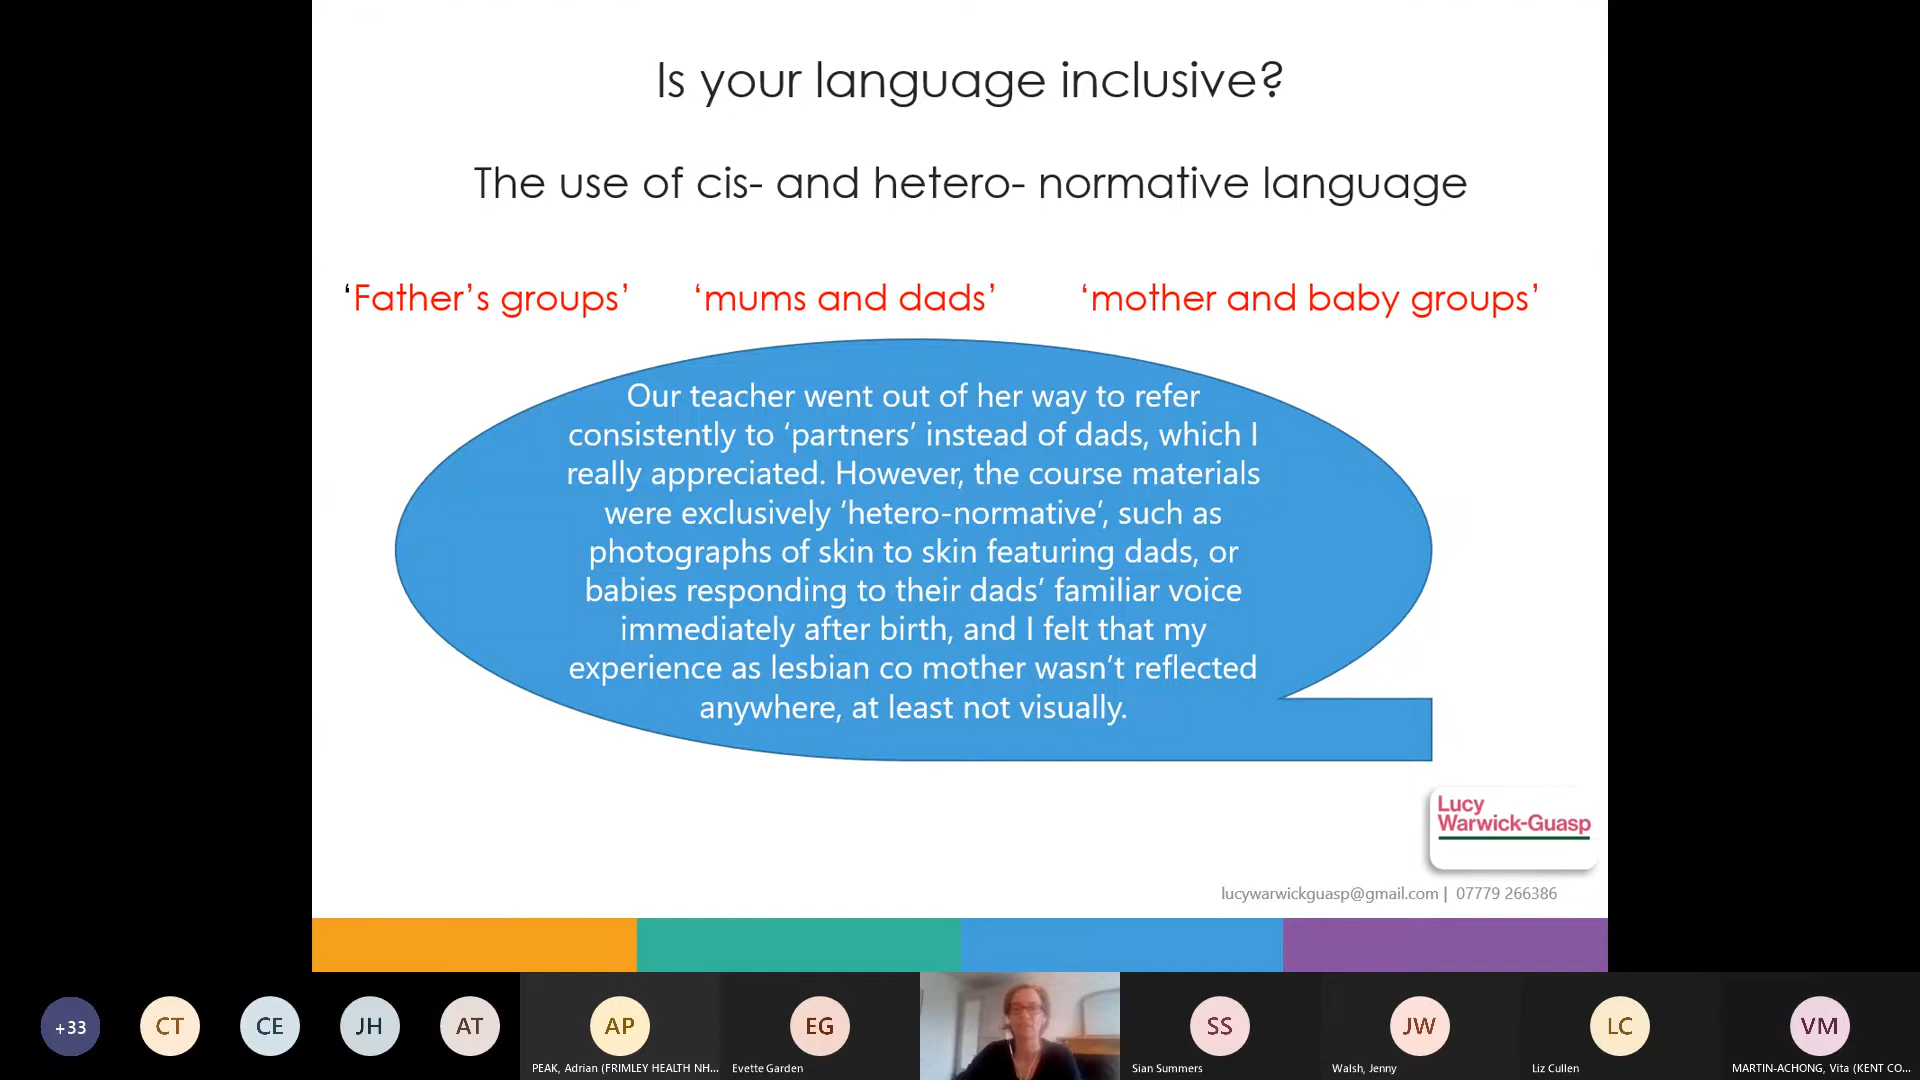 Is your language inclusive?
The use of cis- and hetero- normative language
‘Father’s groups’ ‘mums and dads’ ‘mother and baby groups’
Our teacher went out of her way to refer
consistently to ‘partners’ instead of dads, which I
really appreciated. However, the course materials
were exclusively ‘hetero-normative’, such as
photographs of skin to skin featuring dads, or
babies responding to their dads’ familiar voice
immediately after birth, and I felt that my
experience as lesbian co mother wasn’t reflected
anywhere, at least not visually.
Lucy
Warwick-Guasp
lucywarwickguasp@gmail.com | 07779 266386
+33 CT CE JH AT AP EG SS JW LC VM
PEAK, Adrian (FRIMLEY HEALTH NH... Evette Garden Sian Summers Walsh, Jenny Liz Cullen MARTIN-ACHONG, Vita (KENT CO...